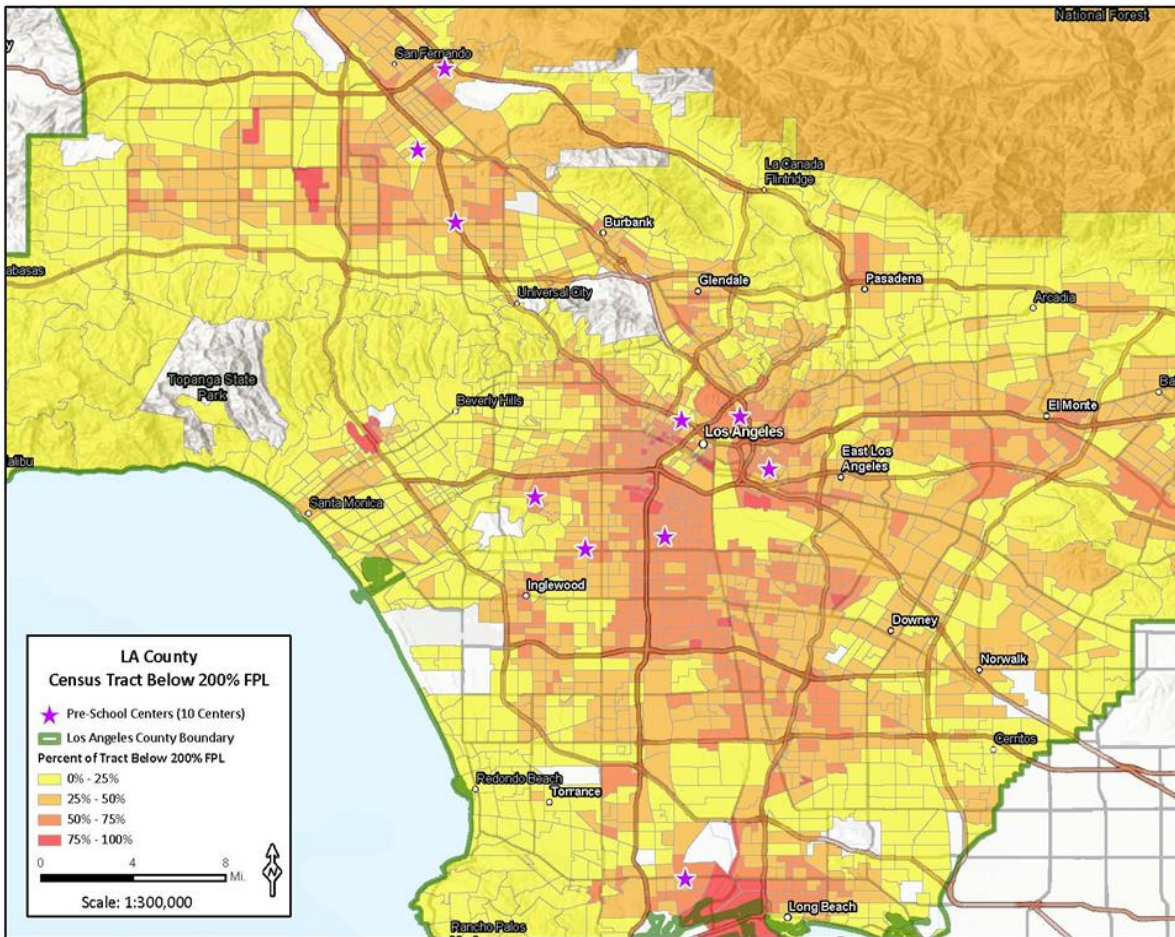 National Forest
y
San Fernando
La Canada
Flintridge
Burbank
abasas
Glendale
Pasadena
Universal City
Arcadia
Topanga State
Park
Beverly Hills
Ba
El Monte
Los Angeles
East Los
Angeles
alibu
Santa Monica
Inglewood
Downey
Norwalk
Cerritos
Redondo Beach
Torrance
Long Beach
Rancho Palos
LA County
Census Tract Below 200% FPL
Pre-School Centers (10 Centers)
Los Angeles County Boundary
Percent of Tract Below 200% FPL
0% - 25%
25% - 50%
50% - 75%
75% - 100%
0 4 8
Mi.
N
Scale: 1:300,000